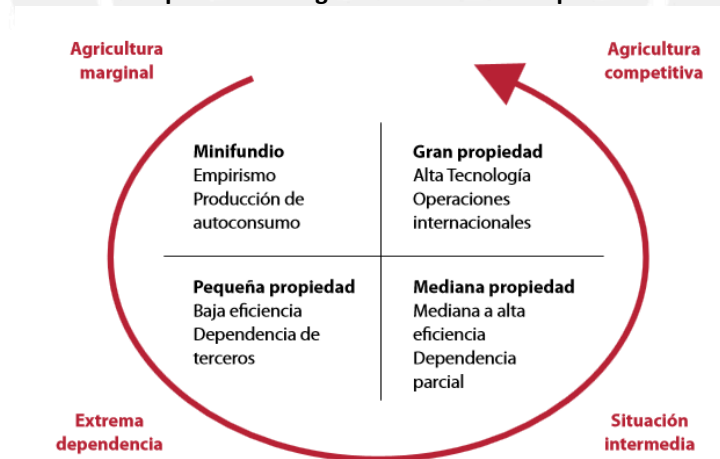 Agricultura
marginal
Agricultura
competitiva
Minifundio
Empirismo
Producción de
autoconsumo
Gran propiedad
Alta Tecnología
Operaciones
internacionales
Pequeña propiedad
Baja eficiencia
Dependencia de
terceros
Mediana propiedad
Mediana a alta
eficiencia
Dependencia
parcial
Extrema
dependencia
Situación
intermedia